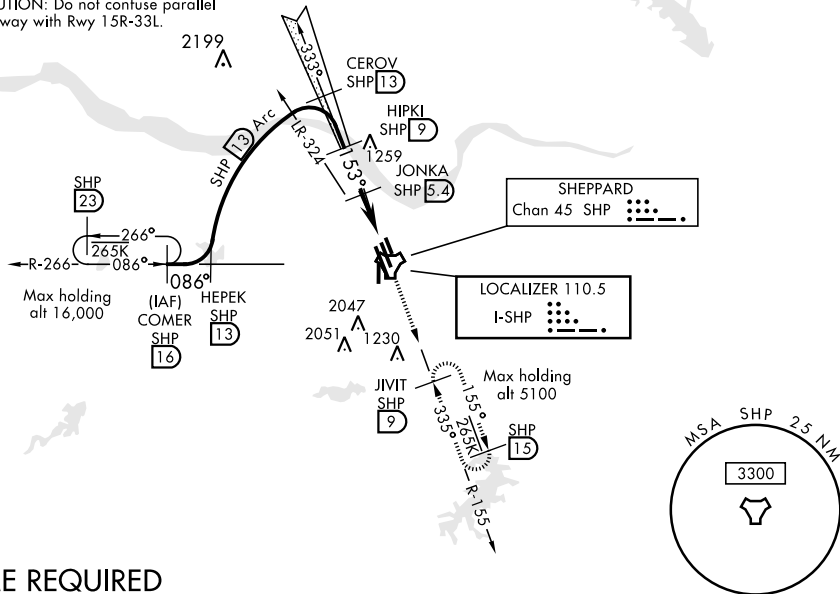 UTION: Do not confuse parallel
way with Rwy 15R-33L.
2199
333°
CEROV
SHP 13
HIPKI
SHP 9
SHP 13 Arc
LR-324
153°
1259
JONKA
SHP 5.4
SHP
23
SHEPPARD
Chan 45 SHP
266°
265K
R-266
086°
086°
Max holding
alt 16,000
(IAF)
COMER
SHP
16
HEPEK
SHP
13
LOCALIZER 110.5
I-SHP
2047
2051
1230
JIVIT
SHP
9
Max holding
alt 5100
155°
265K
335°
SHP
15
R-155
MSA SHP 25 NM
3300
RE REQUIRED